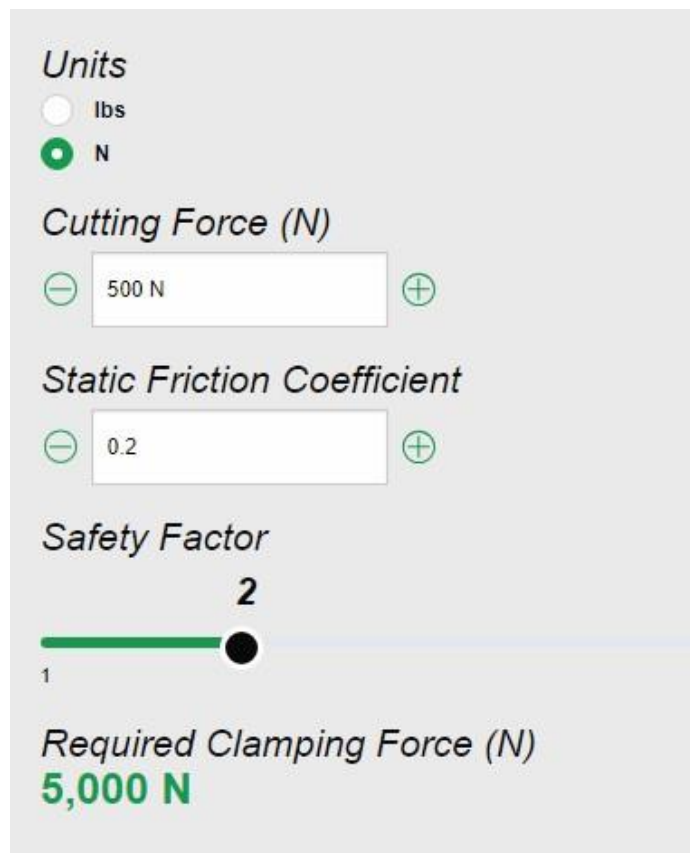 Units
lbs
N
Cutting Force (N)
500 N
Static Friction Coefficient
0.2
Safety Factor
2
1
Required Clamping Force (N)
5,000 N